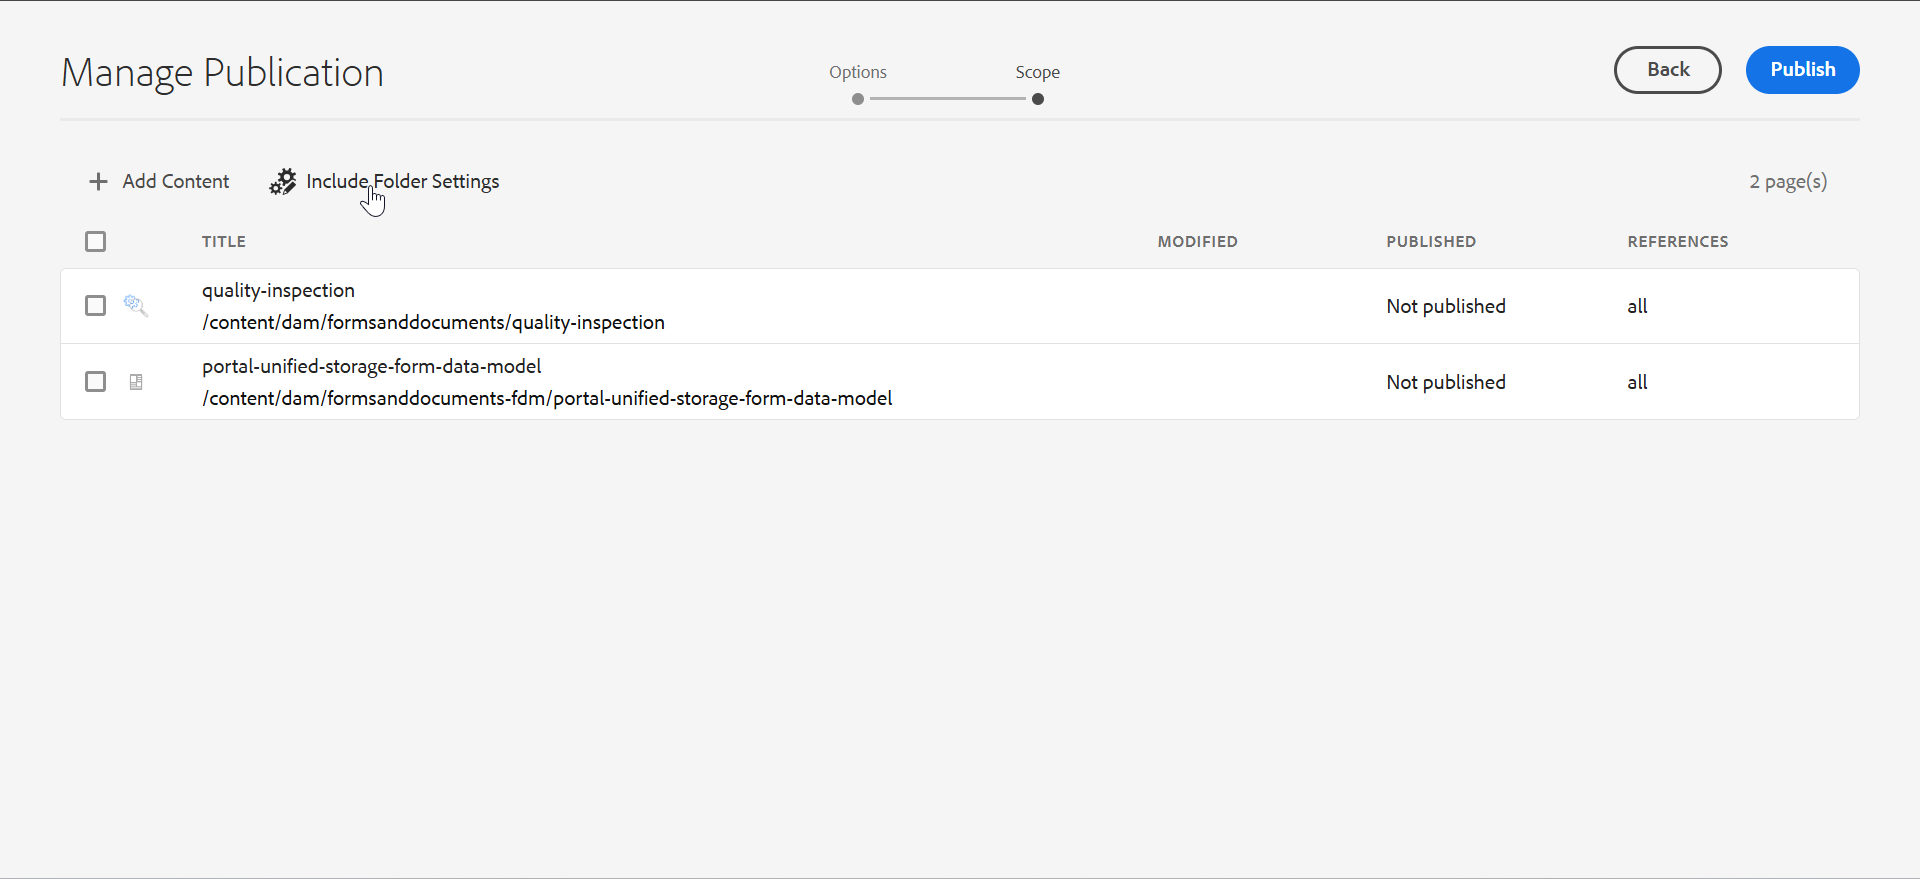 Manage Publication
Options
Scope
Back
Publish
Add Content
Include Folder Settings
2 page(s)
TITLE
MODIFIED
PUBLISHED
REFERENCES
quality-inspection
/content/dam/formsanddocuments/quality-inspection
Not published
all
portal-unified-storage-form-data-model
/content/dam/formsanddocuments-fdm/portal-unified-storage-form-data-model
Not published
all